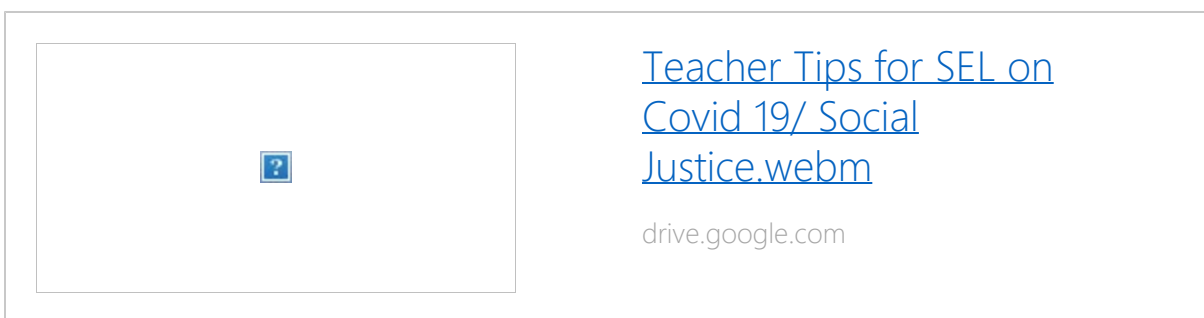 Teacher Tips for SEL on
Covid 19/ Social
Justice.webm
drive.google.com